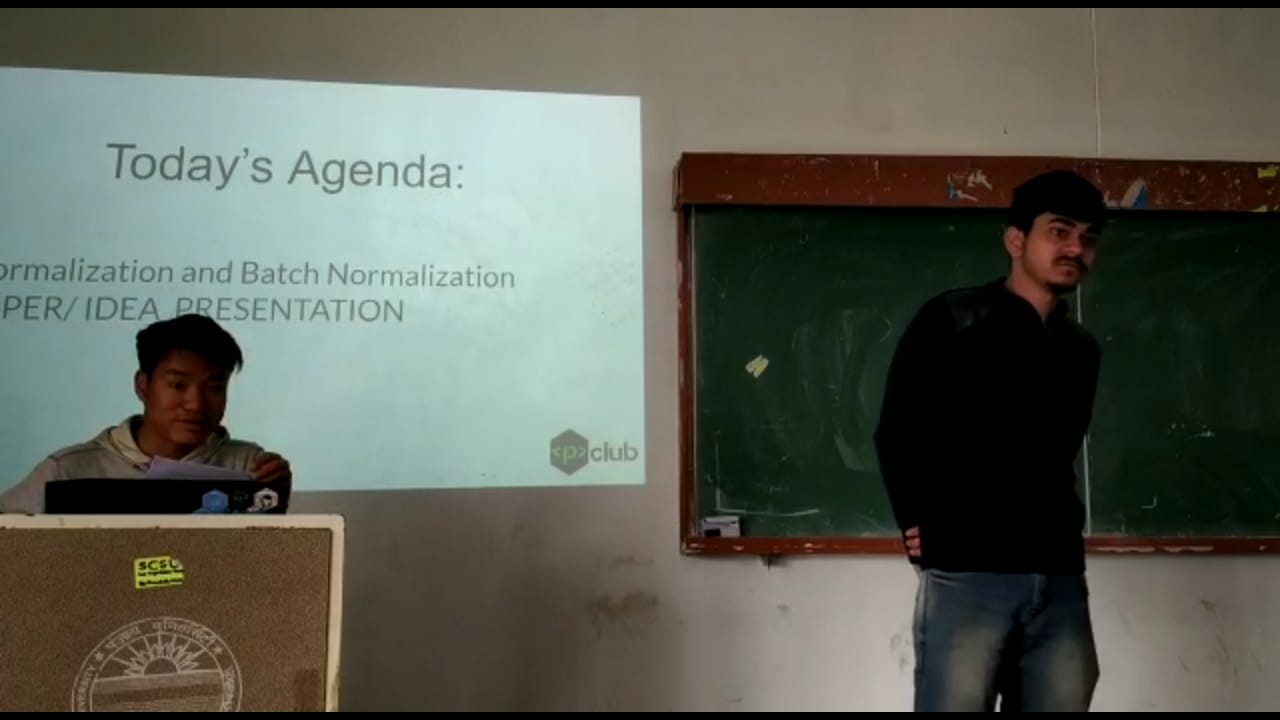 Today's Agenda:
ormalization and Batch Normalization
PER/ IDEA PRESENTATION
<p>club
SCSU